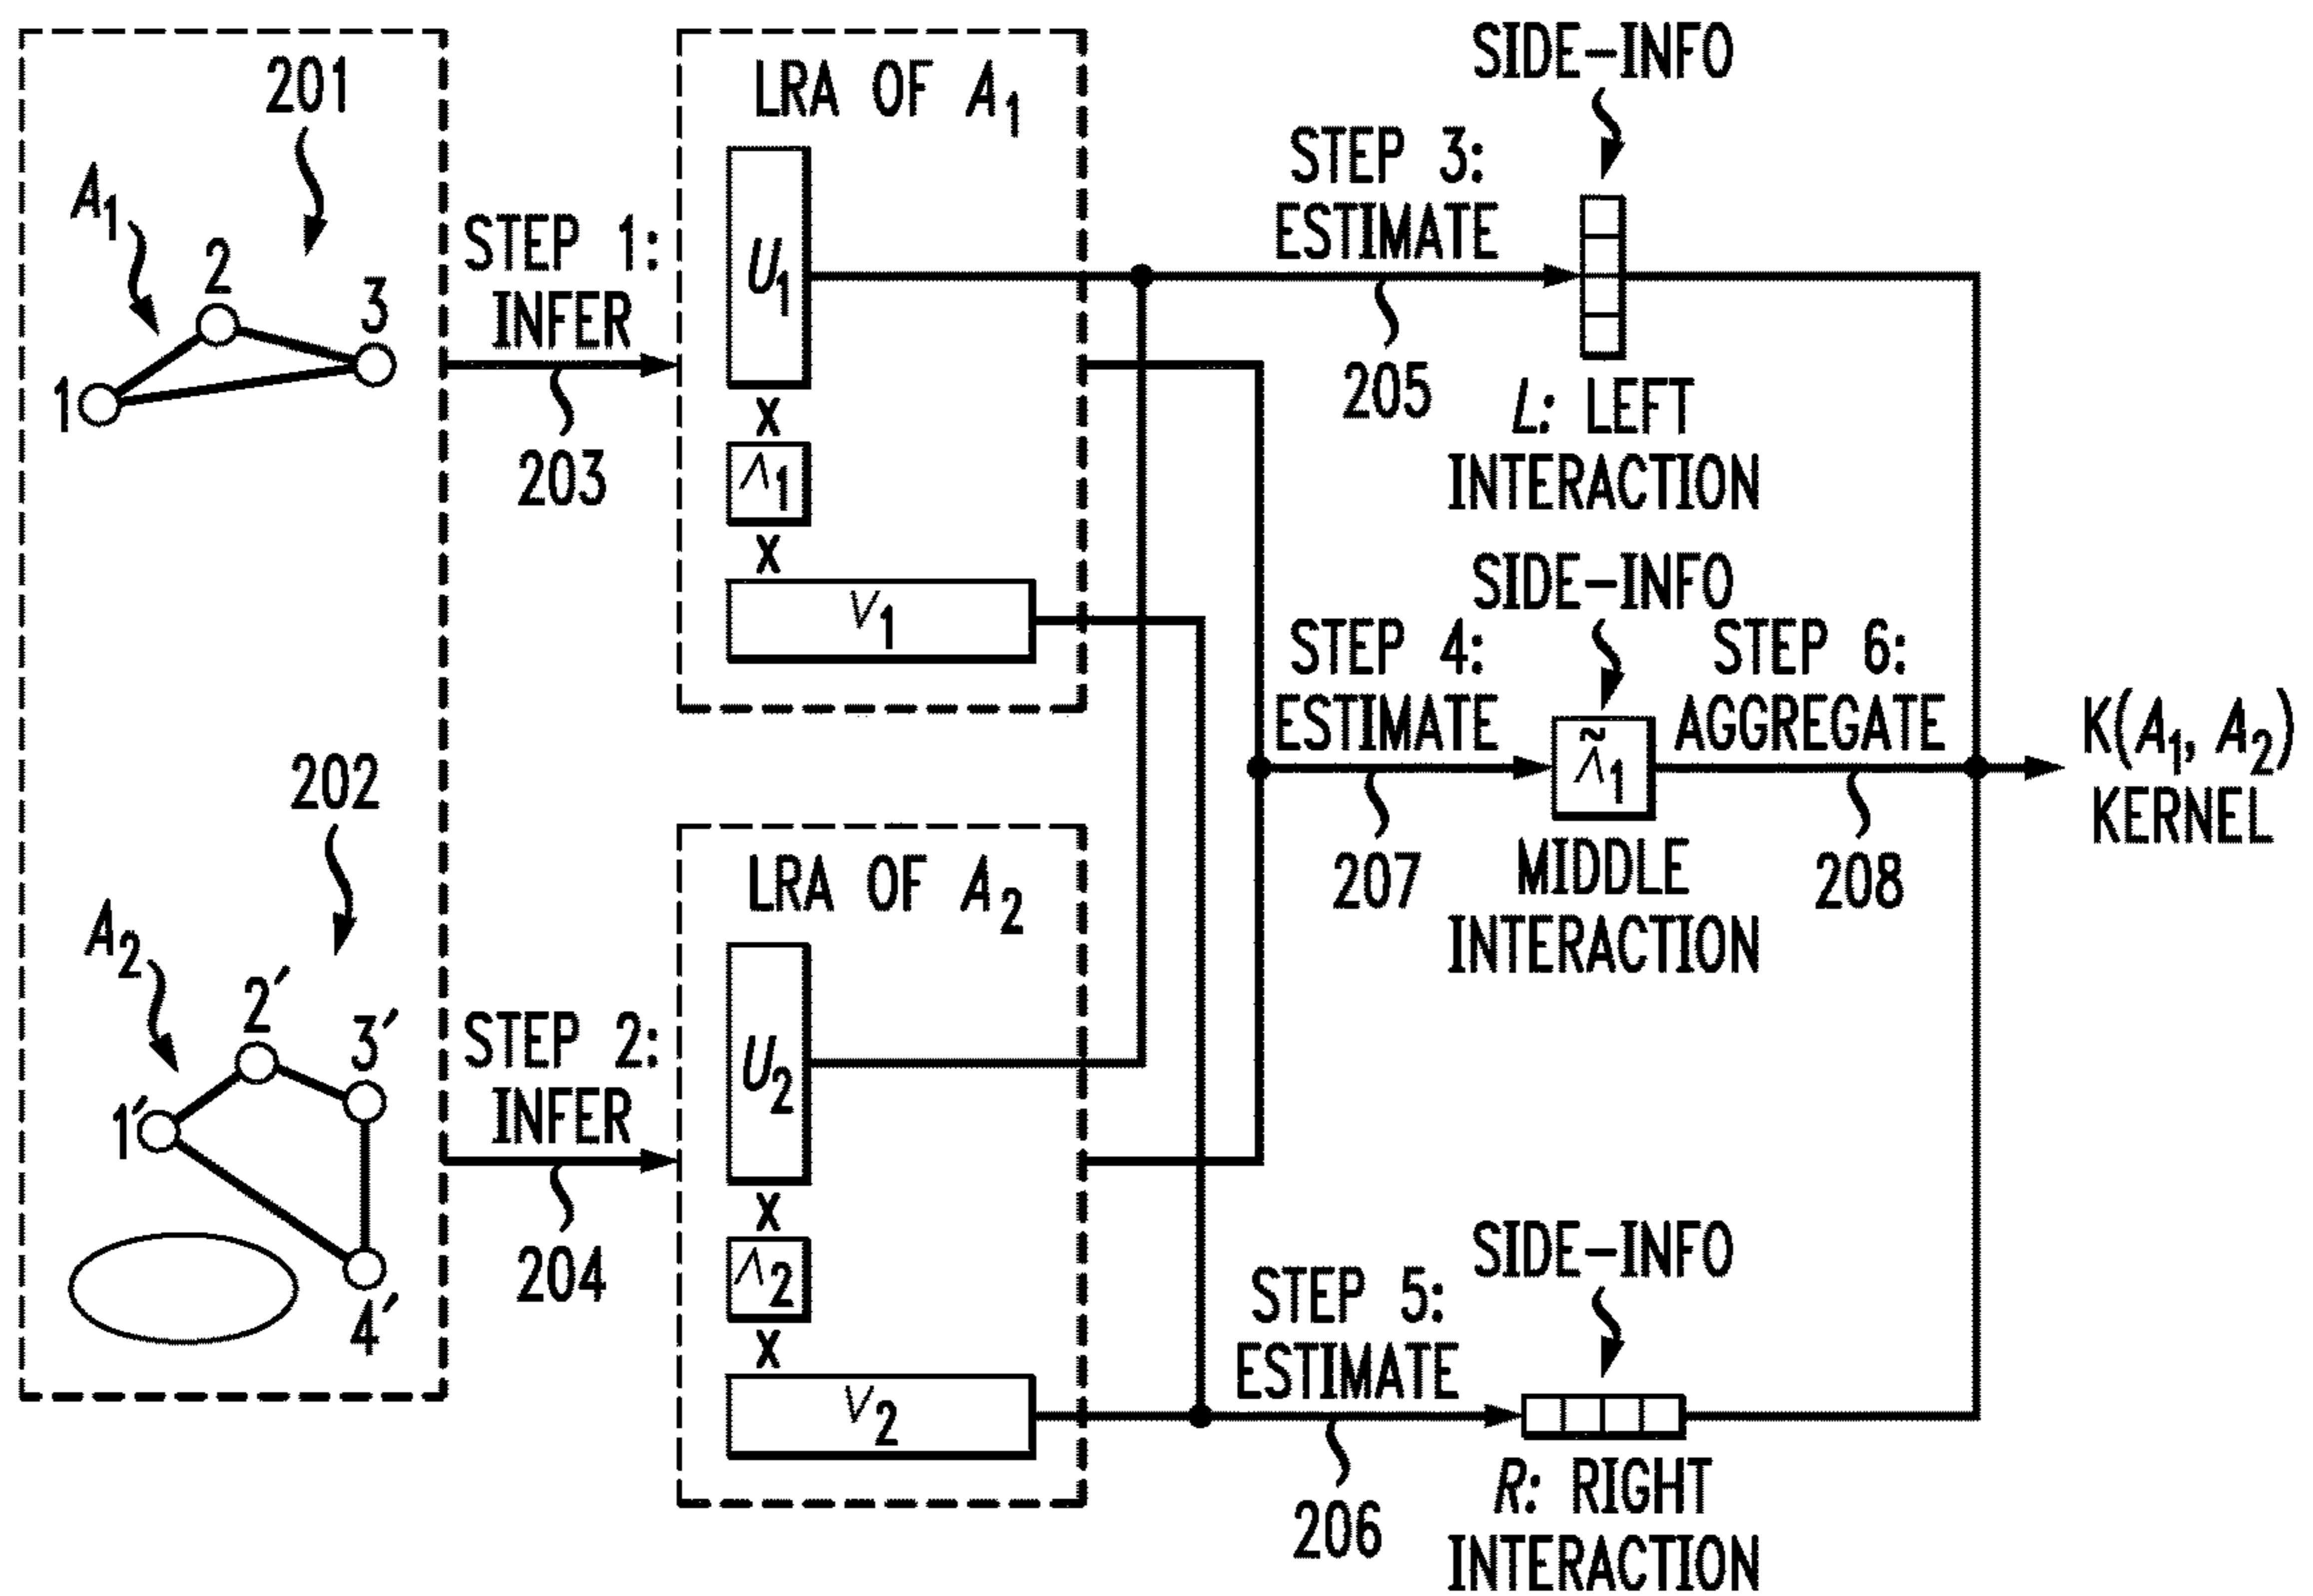 201
A1
2
3
1
STEP 1:
INFER
203
LRA OF A1
U1
x
Λ1
x
V1
SIDE-INFO
STEP 3:
ESTIMATE
205
L: LEFT
INTERACTION
SIDE-INFO
STEP 4:
ESTIMATE
207
Λ̃1
MIDDLE
INTERACTION
STEP 6:
AGGREGATE
208
K(A1, A2)
KERNEL
202
A2
2′
3′
1′
4′
STEP 2:
INFER
204
LRA OF A2
U2
x
Λ2
x
V2
STEP 5:
ESTIMATE
206
SIDE-INFO
R: RIGHT
INTERACTION